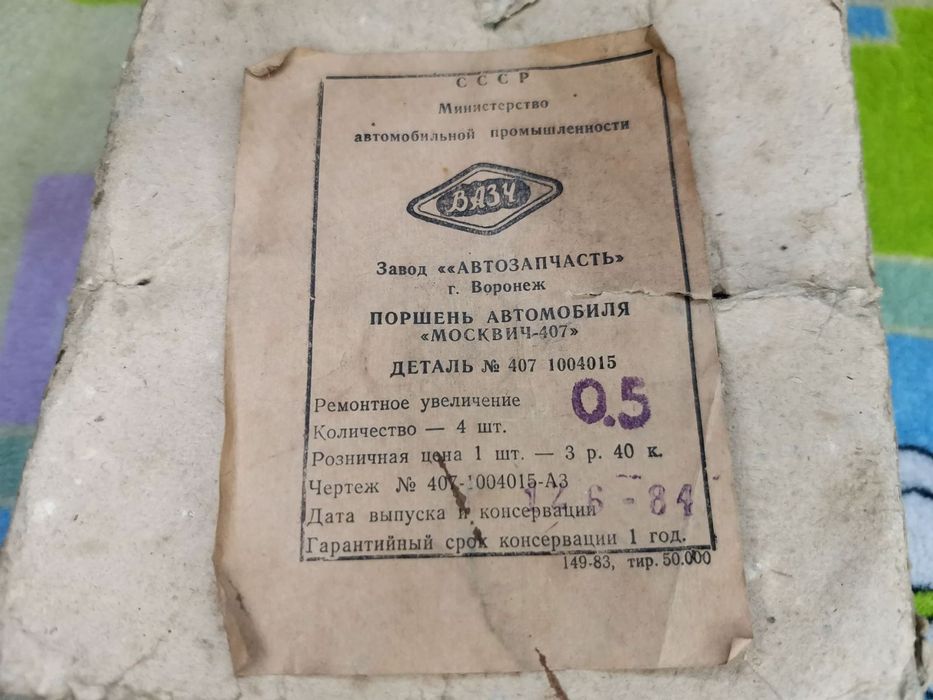 СССР
Министерство
автомобильной промышленности
ВАЗЧ
Завод ««АВТОЗАПЧАСТЬ»
г. Воронеж
ПОРШЕНЬ АВТОМОБИЛЯ
«МОСКВИЧ-407»
ДЕТАЛЬ № 407 1004015
Ремонтное увеличение 0.5
Количество — 4 шт.
Розничная цена 1 шт. — 3 р. 40 к.
Чертеж № 407-1004015-А3
Дата выпуска и консервации 6-84
Гарантийный срок консервации 1 год.
149-83, тир. 50.000